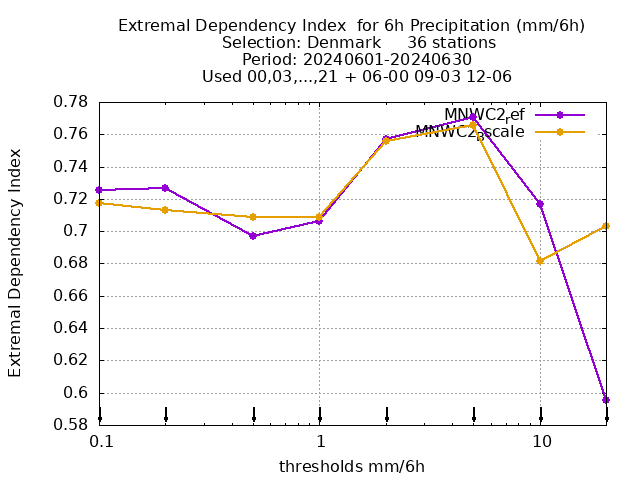 Extremal Dependency Index  for 6h Precipitation (mm/6h)
Selection: Denmark     36 stations
Period: 20240601-20240630
Used 00,03,...,21 + 06-00 09-03 12-06
MNWC2ref
MNWC23scale
0.78
0.76
0.74
0.72
0.7
0.68
0.66
0.64
0.62
0.6
0.58
Extremal Dependency Index
0.1
1
10
thresholds mm/6h